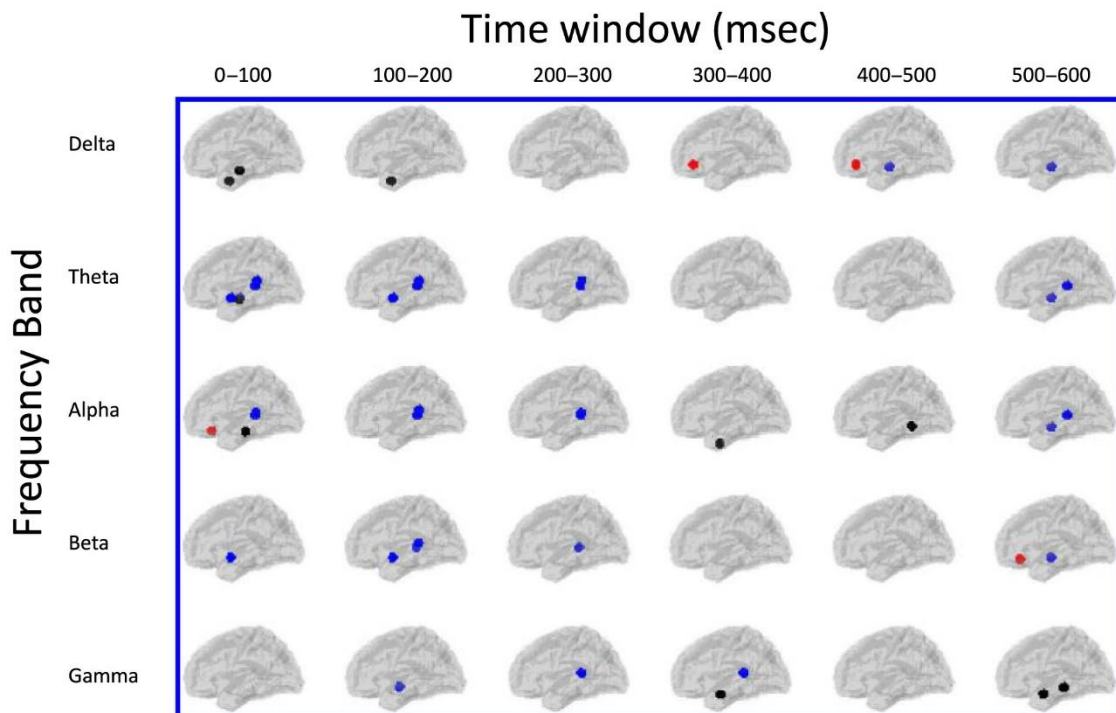 Time window (msec)
0–100 100–200 200–300 300–400 400–500 500–600
Frequency Band
Delta
Theta
Alpha
Beta
Gamma